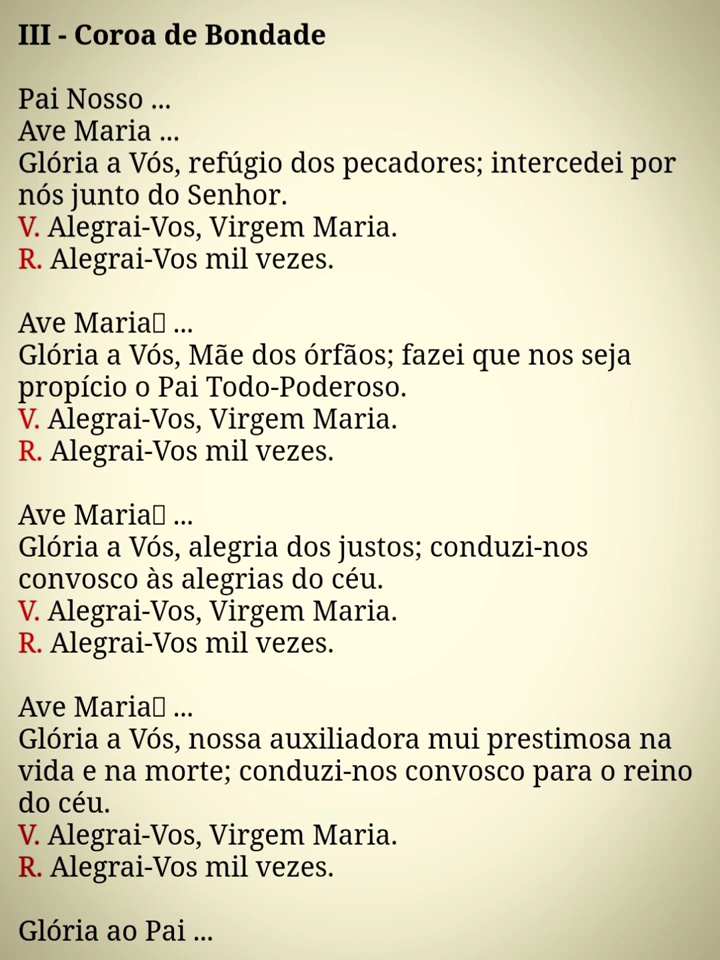 III - Coroa de Bondade
Pai Nosso ...
Ave Maria ...
Glória a Vós, refúgio dos pecadores; intercedei por
nós junto do Senhor.
V. Alegrai-Vos, Virgem Maria.
R. Alegrai-Vos mil vezes.
Ave Maria▯ ...
Glória a Vós, Mãe dos órfãos; fazei que nos seja
propício o Pai Todo-Poderoso.
V. Alegrai-Vos, Virgem Maria.
R. Alegrai-Vos mil vezes.
Ave Maria▯ ...
Glória a Vós, alegria dos justos; conduzi-nos
convosco às alegrias do céu.
V. Alegrai-Vos, Virgem Maria.
R. Alegrai-Vos mil vezes.
Ave Maria▯ ...
Glória a Vós, nossa auxiliadora mui prestimosa na
vida e na morte; conduzi-nos convosco para o reino
do céu.
V. Alegrai-Vos, Virgem Maria.
R. Alegrai-Vos mil vezes.
Glória ao Pai ...